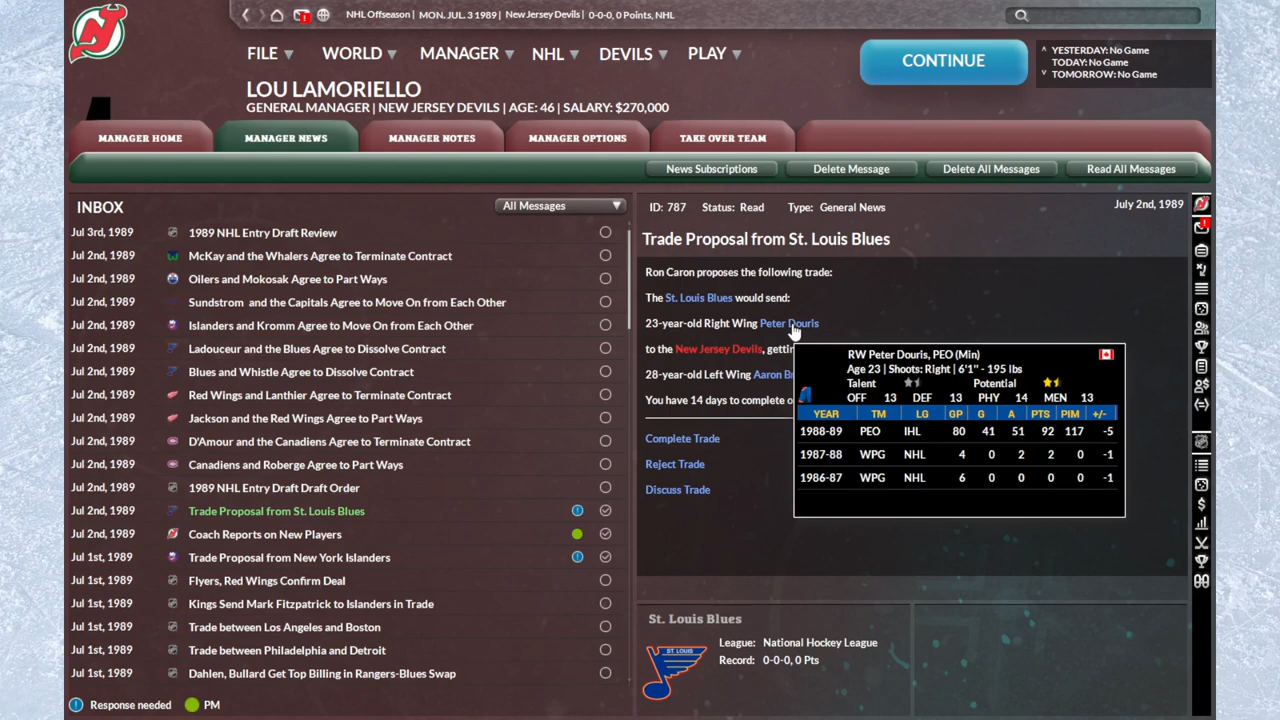 NHL Offseason | MON. JUL. 3 1989 | New Jersey Devils | 0-0-0, 0 Points, NHL
FILE WORLD MANAGER NHL DEVILS PLAY
CONTINUE
YESTERDAY: No Game
TODAY: No Game
TOMORROW: No Game
LOU LAMORIELLO
GENERAL MANAGER | NEW JERSEY DEVILS | AGE: 46 | SALARY: $270,000
MANAGER HOME MANAGER NEWS MANAGER NOTES MANAGER OPTIONS TAKE OVER TEAM
News Subscriptions Delete Message Delete All Messages Read All Messages
INBOX All Messages
Jul 3rd, 1989 1989 NHL Entry Draft Review
Jul 2nd, 1989 McKay and the Whalers Agree to Terminate Contract
Jul 2nd, 1989 Oilers and Mokosak Agree to Part Ways
Jul 2nd, 1989 Sundstrom and the Capitals Agree to Move On from Each Other
Jul 2nd, 1989 Islanders and Kromm Agree to Move On from Each Other
Jul 2nd, 1989 Ladouceur and the Blues Agree to Dissolve Contract
Jul 2nd, 1989 Blues and Whistle Agree to Dissolve Contract
Jul 2nd, 1989 Red Wings and Lanthier Agree to Terminate Contract
Jul 2nd, 1989 Jackson and the Red Wings Agree to Part Ways
Jul 2nd, 1989 D'Amour and the Canadiens Agree to Terminate Contract
Jul 2nd, 1989 Canadiens and Roberge Agree to Part Ways
Jul 2nd, 1989 1989 NHL Entry Draft Draft Order
Jul 2nd, 1989 Trade Proposal from St. Louis Blues
Jul 2nd, 1989 Coach Reports on New Players
Jul 1st, 1989 Trade Proposal from New York Islanders
Jul 1st, 1989 Flyers, Red Wings Confirm Deal
Jul 1st, 1989 Kings Send Mark Fitzpatrick to Islanders in Trade
Jul 1st, 1989 Trade between Los Angeles and Boston
Jul 1st, 1989 Trade between Philadelphia and Detroit
Jul 1st, 1989 Dahlen, Bullard Get Top Billing in Rangers-Blues Swap
Response needed PM
ID: 787 Status: Read Type: General News July 2nd, 1989
Trade Proposal from St. Louis Blues
Ron Caron proposes the following trade:
The St. Louis Blues would send:
23-year-old Right Wing Peter Douris
to the New Jersey Devils, getti
28-year-old Left Wing Aaron B
You have 14 days to complete o
Complete Trade
Reject Trade
Discuss Trade
RW Peter Douris, PEO (Min)
Age 23 | Shoots: Right | 6'1" - 195 lbs
Talent Potential
OFF 13 DEF 13 PHY 14 MEN 13
YEAR TM LG GP G A PTS PIM +/-
1988-89 PEO IHL 80 41 51 92 117 -5
1987-88 WPG NHL 4 0 2 2 0 -1
1986-87 WPG NHL 6 0 0 0 0 -1
St. Louis Blues
League: National Hockey League
Record: 0-0-0, 0 Pts
ST. LOUIS